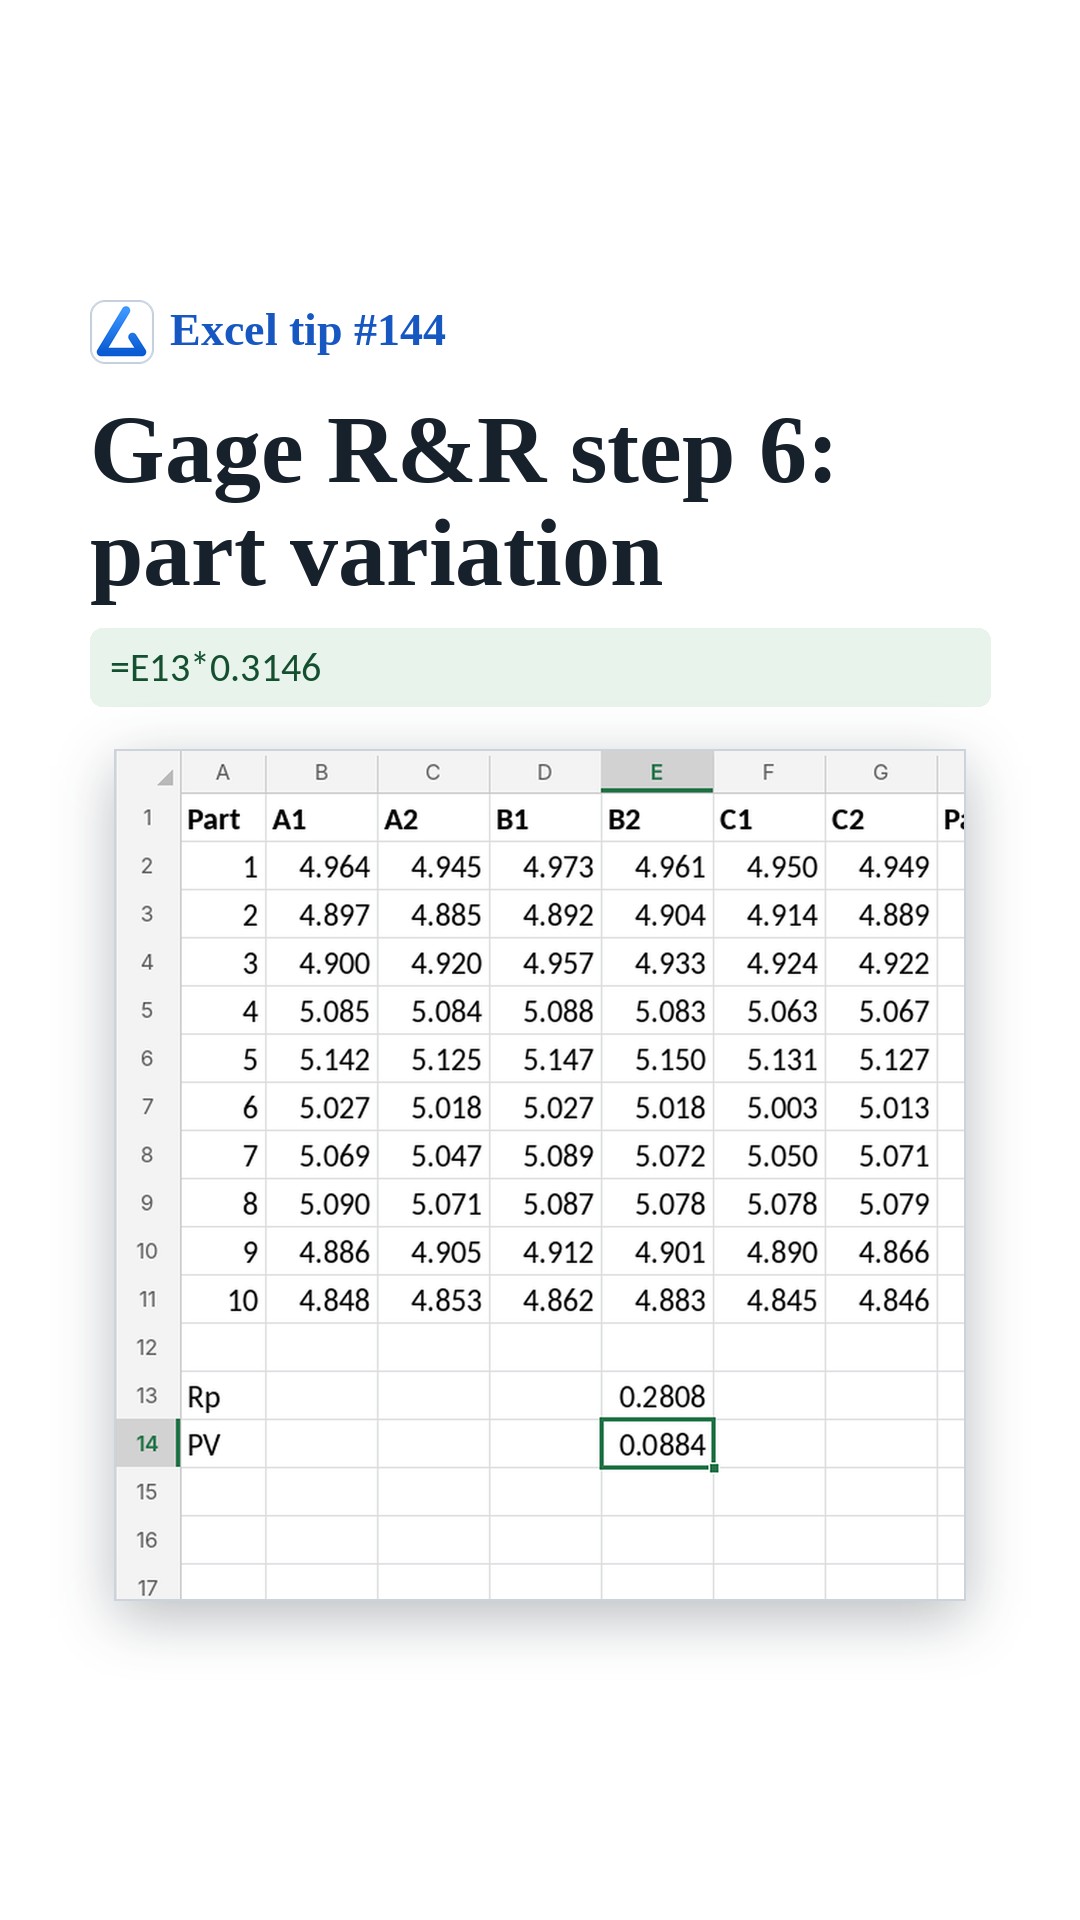 Excel tip #144
Gage R&R step 6:
part variation
=E13*0.3146
A B C D E F G
1 Part A1 A2 B1 B2 C1 C2
2 1 4.964 4.945 4.973 4.961 4.950 4.949
3 2 4.897 4.885 4.892 4.904 4.914 4.889
4 3 4.900 4.920 4.957 4.933 4.924 4.922
5 4 5.085 5.084 5.088 5.083 5.063 5.067
6 5 5.142 5.125 5.147 5.150 5.131 5.127
7 6 5.027 5.018 5.027 5.018 5.003 5.013
8 7 5.069 5.047 5.089 5.072 5.050 5.071
9 8 5.090 5.071 5.087 5.078 5.078 5.079
10 9 4.886 4.905 4.912 4.901 4.890 4.866
11 10 4.848 4.853 4.862 4.883 4.845 4.846
12
13 Rp 0.2808
14 PV 0.0884
15
16
17